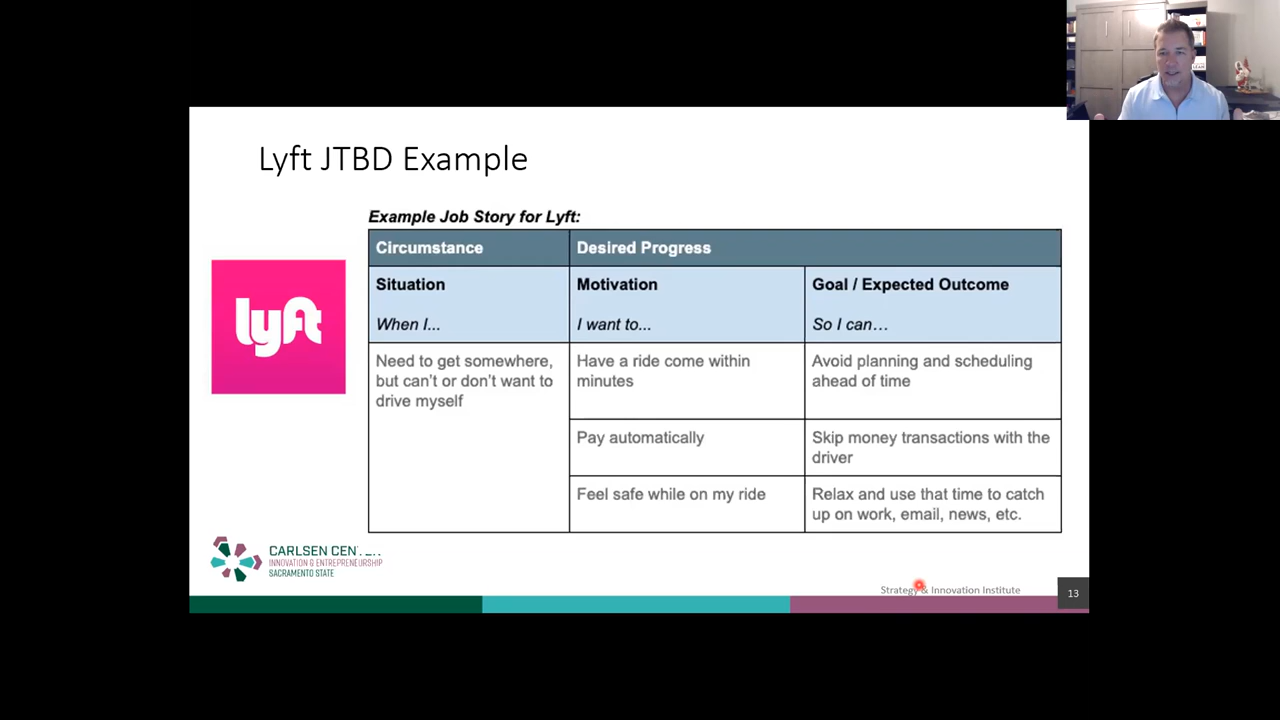 Lyft JTBD Example
Example Job Story for Lyft:
Circumstance
Desired Progress
Situation
When I...
Motivation
I want to...
Goal / Expected Outcome
So I can…
Need to get somewhere,
but can't or don't want to
drive myself
Have a ride come within
minutes
Avoid planning and scheduling
ahead of time
Pay automatically
Skip money transactions with the
driver
Feel safe while on my ride
Relax and use that time to catch
up on work, email, news, etc.
lyft
CARLSEN
INNOVATION & ENTREPRENEURSHIP
SACRAMENTO STATE
Strategy & Innovation Institute
13